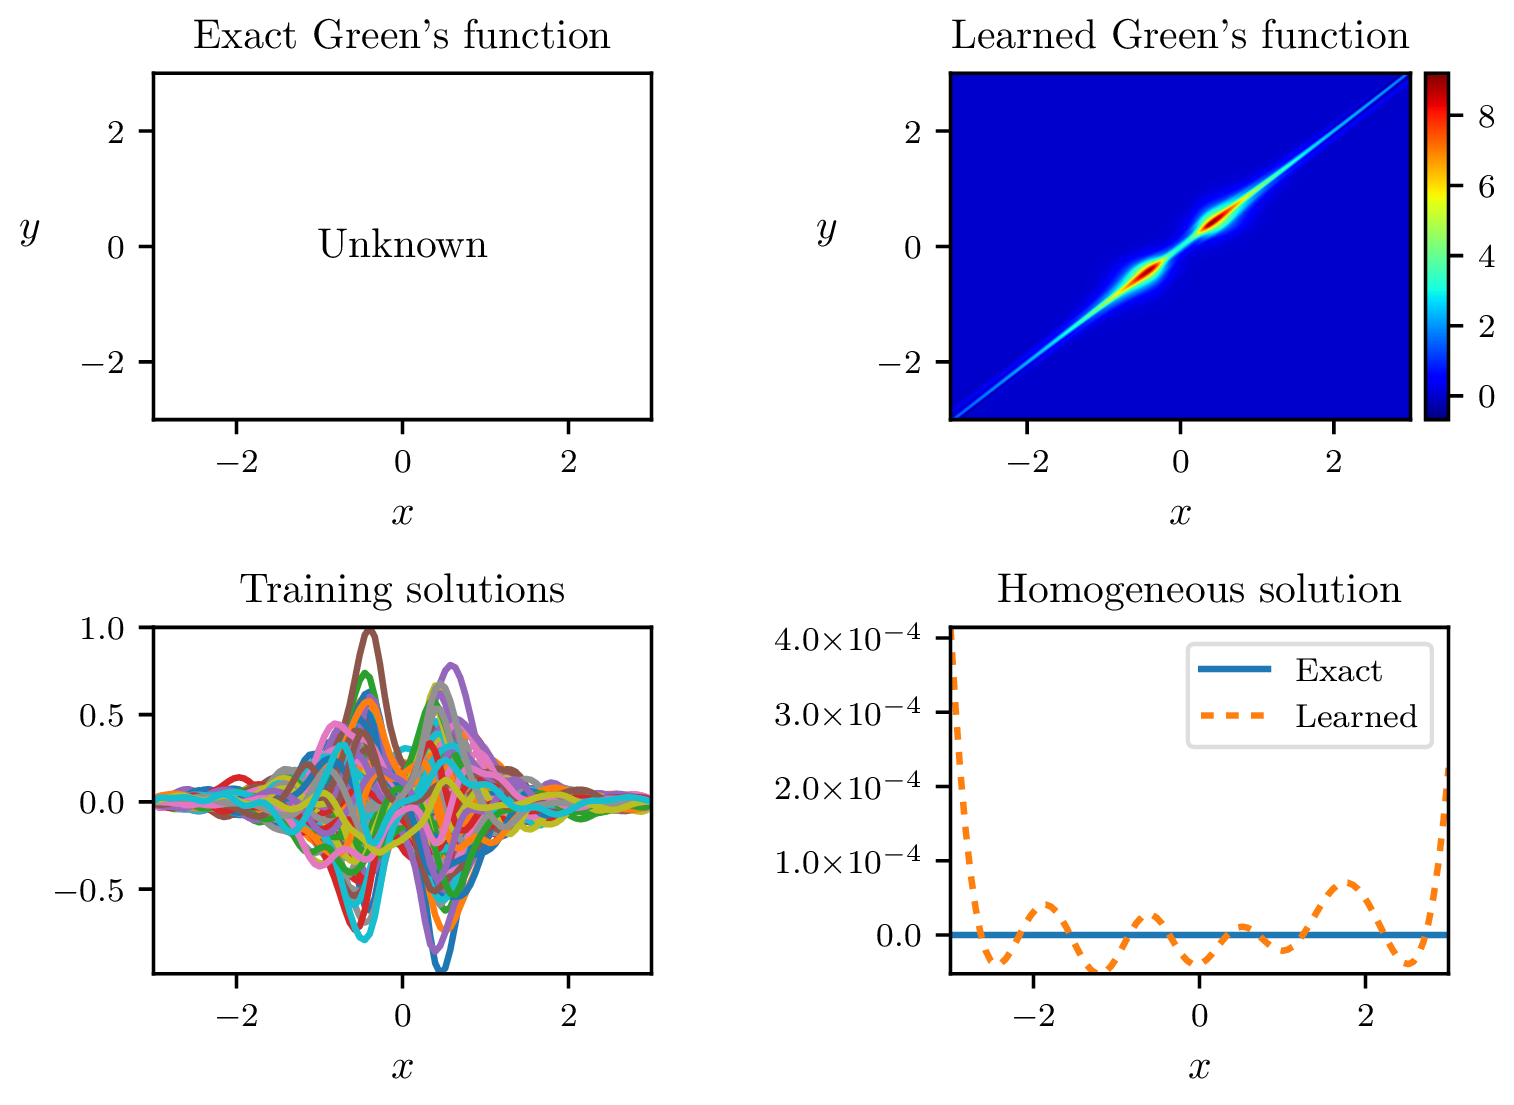 Exact Green's function
2
0
−2
y
Unknown
−2 0 2
x
Learned Green's function
2
0
−2
y
−2 0 2
x
8
6
4
2
0
Training solutions
1.0
0.5
0.0
−0.5
−2 0 2
x
Homogeneous solution
4.0×10⁻⁴
3.0×10⁻⁴
2.0×10⁻⁴
1.0×10⁻⁴
0.0
Exact
Learned
−2 0 2
x